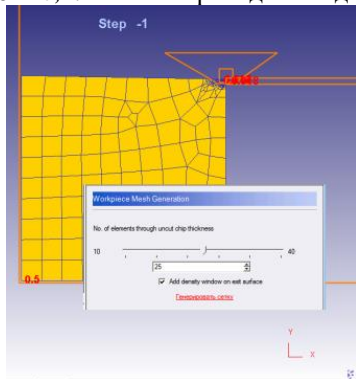 Step -1
0.5
Workpiece Mesh Generation
No. of elements through uncut chip thickness
10 40
25
Add density window on exit surface
Генерировать сетку
Y
X